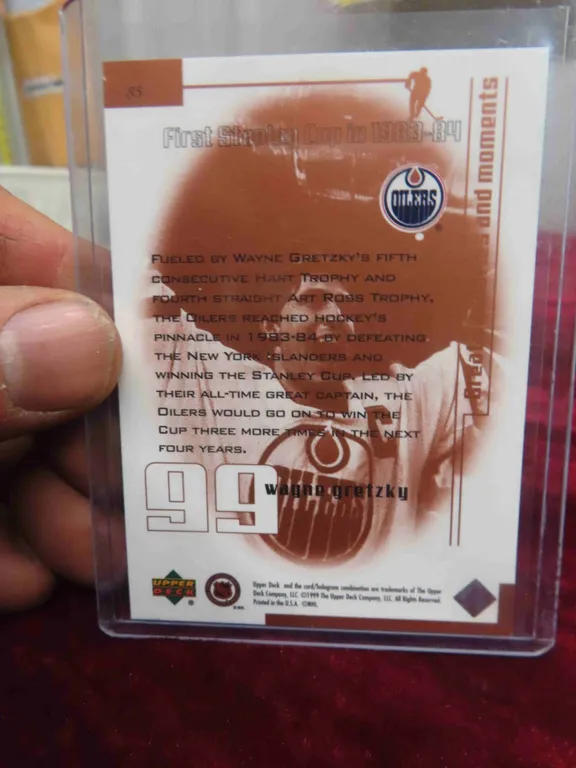 85
First Stanley Cup in 1983-84
OILERS
and moments
Great
FUELED BY WAYNE GRETZKY'S FIFTH
CONSECUTIVE HART TROPHY AND
FOURTH STRAIGHT ART ROSS TROPHY,
THE OILERS REACHED HOCKEY'S
PINNACLE IN 1983-84 BY DEFEATING
THE NEW YORK ISLANDERS AND
WINNING THE STANLEY CUP. LED BY
THEIR ALL-TIME GREAT CAPTAIN, THE
OILERS WOULD GO ON TO WIN THE
CUP THREE MORE TIMES IN THE NEXT
FOUR YEARS.
99
wayne gretzky
UPPER
DECK
Upper Deck and the card/hologram combination are trademarks of The Upper
Deck Company, LLC. ©1999 The Upper Deck Company, LLC. All Rights Reserved.
Printed in the U.S.A. ©NHL